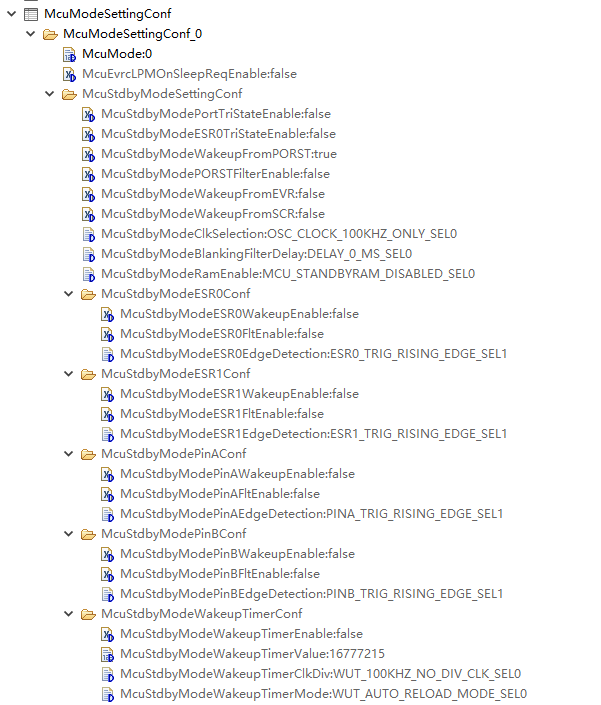 McuModeSettingConf
McuModeSettingConf_0
McuMode:0
McuEvrcLPMOnSleepReqEnable:false
McuStdbyModeSettingConf
McuStdbyModePortTriStateEnable:false
McuStdbyModeESR0TriStateEnable:false
McuStdbyModeWakeupFromPORST:true
McuStdbyModePORSTFilterEnable:false
McuStdbyModeWakeupFromEVR:false
McuStdbyModeWakeupFromSCR:false
McuStdbyModeClkSelection:OSC_CLOCK_100KHZ_ONLY_SEL0
McuStdbyModeBlankingFilterDelay:DELAY_0_MS_SEL0
McuStdbyModeRamEnable:MCU_STANDBYRAM_DISABLED_SEL0
McuStdbyModeESR0Conf
McuStdbyModeESR0WakeupEnable:false
McuStdbyModeESR0FltEnable:false
McuStdbyModeESR0EdgeDetection:ESR0_TRIG_RISING_EDGE_SEL1
McuStdbyModeESR1Conf
McuStdbyModeESR1WakeupEnable:false
McuStdbyModeESR1FltEnable:false
McuStdbyModeESR1EdgeDetection:ESR1_TRIG_RISING_EDGE_SEL1
McuStdbyModePinAConf
McuStdbyModePinAWakeupEnable:false
McuStdbyModePinAFltEnable:false
McuStdbyModePinAEdgeDetection:PINA_TRIG_RISING_EDGE_SEL1
McuStdbyModePinBConf
McuStdbyModePinBWakeupEnable:false
McuStdbyModePinBFltEnable:false
McuStdbyModePinBEdgeDetection:PINB_TRIG_RISING_EDGE_SEL1
McuStdbyModeWakeupTimerConf
McuStdbyModeWakeupTimerEnable:false
McuStdbyModeWakeupTimerValue:16777215
McuStdbyModeWakeupTimerClkDiv:WUT_100KHZ_NO_DIV_CLK_SEL0
McuStdbyModeWakeupTimerMode:WUT_AUTO_RELOAD_MODE_SEL0